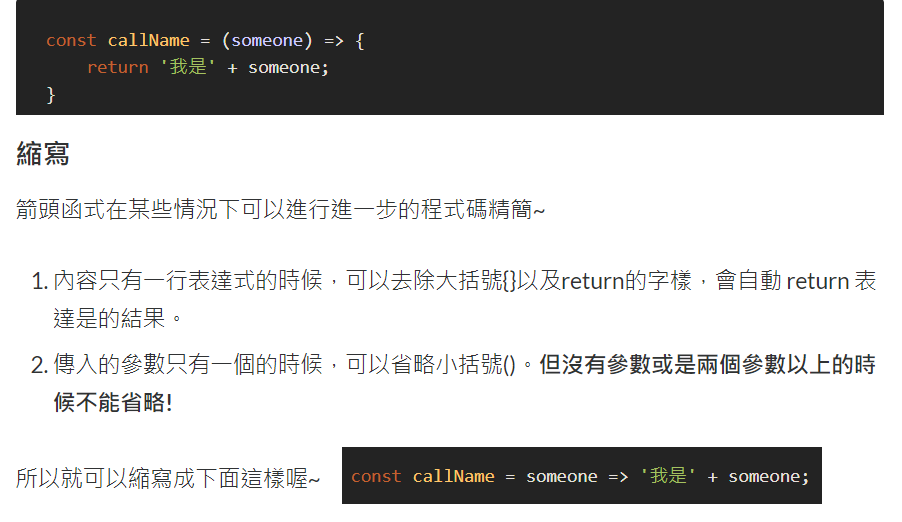 const callName = (someone) => {
    return '我是' + someone;
}
縮寫
箭頭函式在某些情況下可以進行進一步的程式碼精簡~
1. 內容只有一行表達式的時候，可以去除大括號{}以及return的字樣，會自動 return 表
達是的結果。
2. 傳入的參數只有一個的時候，可以省略小括號()。但沒有參數或是兩個參數以上的時
候不能省略!
所以就可以縮寫成下面這樣喔~ const callName = someone => '我是' + someone;